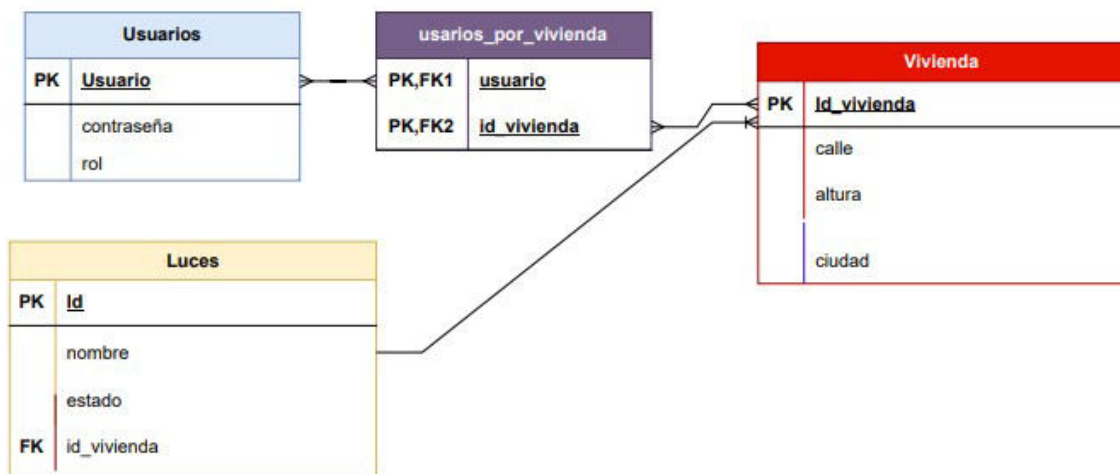 Usuarios
PK Usuario
contraseña
rol
usarios_por_vivienda
PK,FK1 usuario
PK,FK2 id_vivienda
Vivienda
PK Id_vivienda
calle
altura
ciudad
Luces
PK Id
nombre
estado
FK id_vivienda